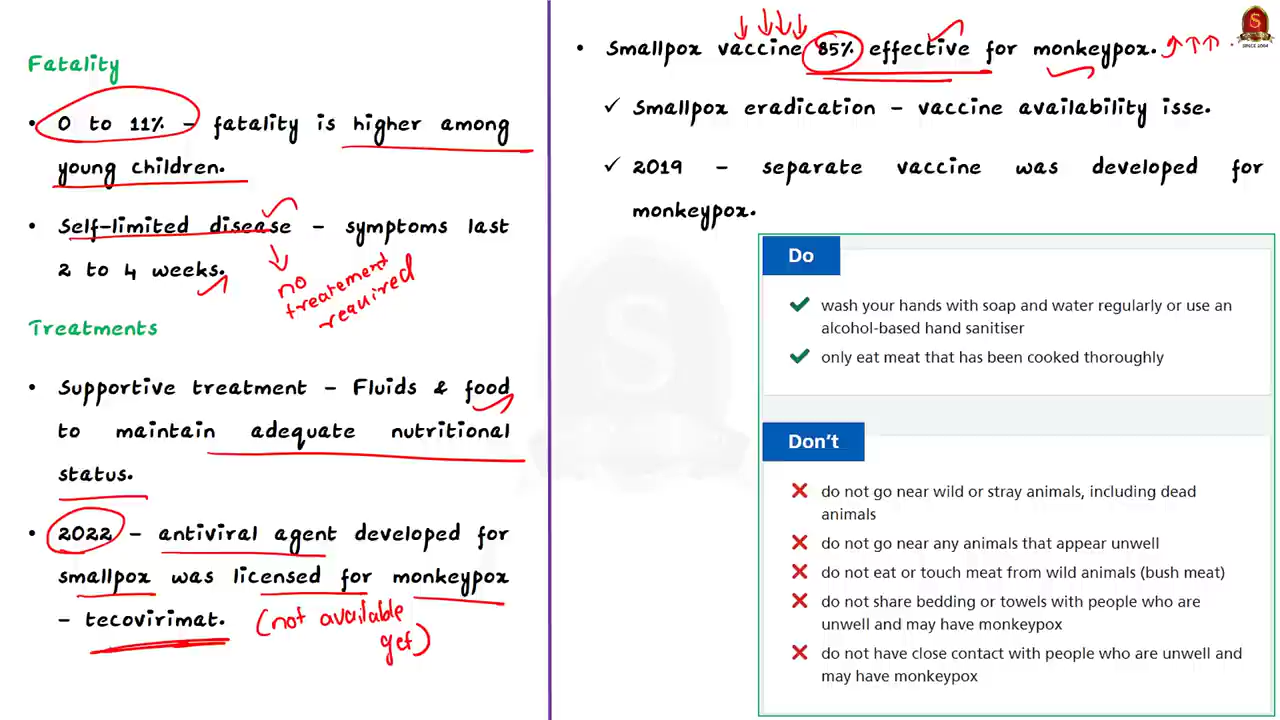 Fatality
• 0 to 11% – fatality is higher among
young children.
• Self-limited disease – symptoms last
2 to 4 weeks.
no
treatement
required
Treatments
• Supportive treatment – Fluids & food
to maintain adequate nutritional
status.
• 2022 – antiviral agent developed for
smallpox was licensed for monkeypox
– tecovirimat.
(not available
yet)
• Smallpox vaccine 85% effective for monkeypox.
✓ Smallpox eradication – vaccine availability isse.
✓ 2019 – separate vaccine was developed for
monkeypox.
Do
✔ wash your hands with soap and water regularly or use an
alcohol-based hand sanitiser
✔ only eat meat that has been cooked thoroughly
Don't
✘ do not go near wild or stray animals, including dead
animals
✘ do not go near any animals that appear unwell
✘ do not eat or touch meat from wild animals (bush meat)
✘ do not share bedding or towels with people who are
unwell and may have monkeypox
✘ do not have close contact with people who are unwell and
may have monkeypox
S
SINCE 2004